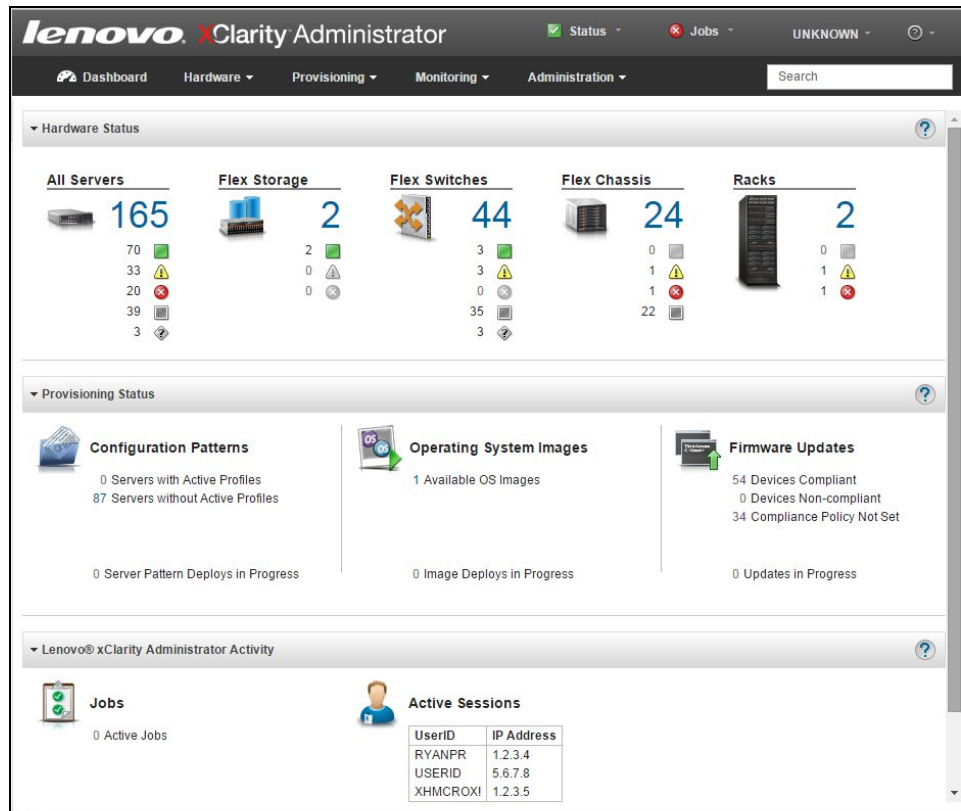 lenovo. XClarity Administrator Status Jobs UNKNOWN
Dashboard Hardware Provisioning Monitoring Administration Search
Hardware Status
All Servers Flex Storage Flex Switches Flex Chassis Racks
165 2 44 24 2
70 2 3 0 0
33 0 3 1 1
20 0 0 1 1
39 35 22
3 3
Provisioning Status
Configuration Patterns Operating System Images Firmware Updates
0 Servers with Active Profiles 1 Available OS Images 54 Devices Compliant
87 Servers without Active Profiles 0 Devices Non-compliant
34 Compliance Policy Not Set
0 Server Pattern Deploys in Progress 0 Image Deploys in Progress 0 Updates in Progress
Lenovo® xClarity Administrator Activity
Jobs Active Sessions
0 Active Jobs UserID IP Address
RYANPR 1.2.3.4
USERID 5.6.7.8
XHMCROX! 1.2.3.5